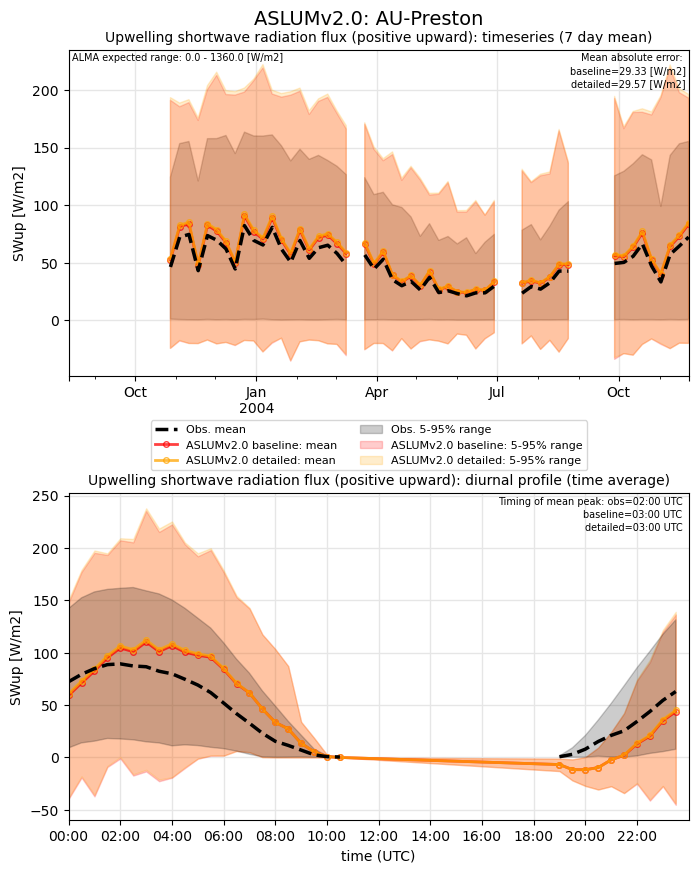 ASLUMv2.0: AU-Preston
Upwelling shortwave radiation flux (positive upward): timeseries (7 day mean)
ALMA expected range: 0.0 - 1360.0 [W/m2]
Mean absolute error:
baseline=29.33 [W/m2]
detailed=29.57 [W/m2]
200
150
100
50
0
SWup [W/m2]
Oct
Jan
2004
Apr
Jul
Oct
Obs. mean
ASLUMv2.0 baseline: mean
ASLUMv2.0 detailed: mean
Obs. 5-95% range
ASLUMv2.0 baseline: 5-95% range
ASLUMv2.0 detailed: 5-95% range
Upwelling shortwave radiation flux (positive upward): diurnal profile (time average)
Timing of mean peak: obs=02:00 UTC
baseline=03:00 UTC
detailed=03:00 UTC
250
200
150
100
50
0
−50
SWup [W/m2]
00:00
02:00
04:00
06:00
08:00
10:00
12:00
14:00
16:00
18:00
20:00
22:00
time (UTC)